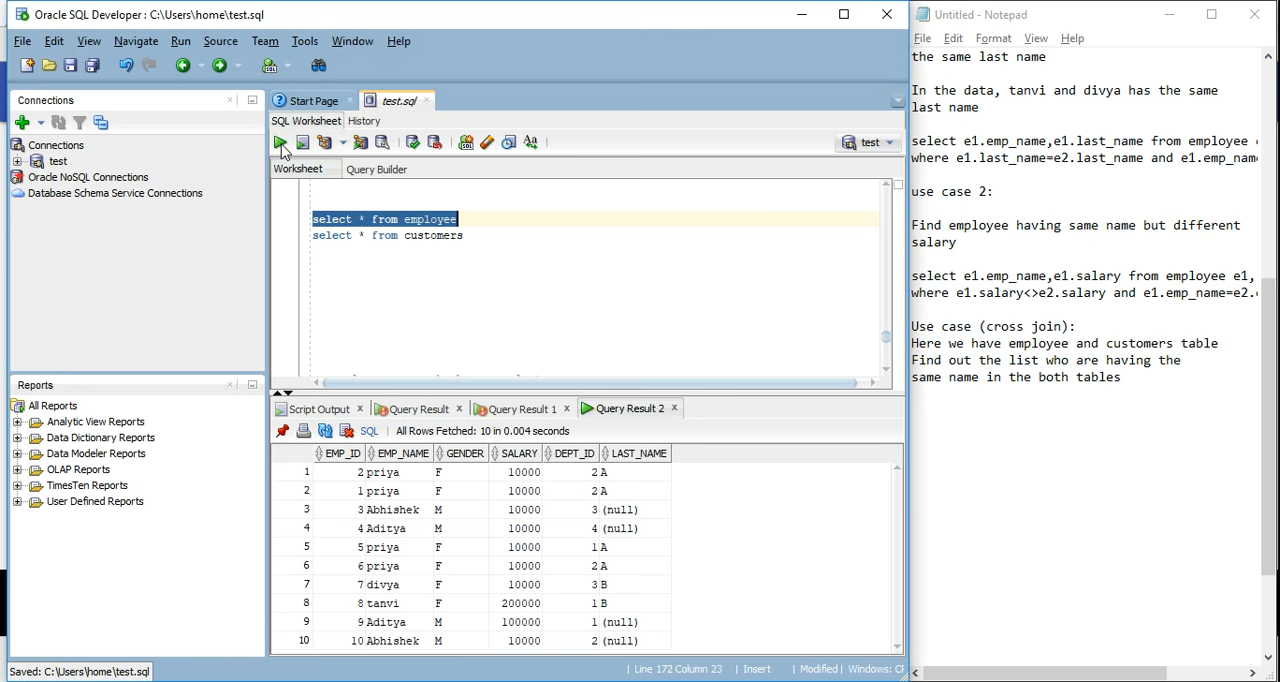 Oracle SQL Developer : C:\Users\home\test.sql
File Edit View Navigate Run Source Team Tools Window Help
Connections
Connections
test
Oracle NoSQL Connections
Database Schema Service Connections
Reports
All Reports
Analytic View Reports
Data Dictionary Reports
Data Modeler Reports
OLAP Reports
TimesTen Reports
User Defined Reports
Start Page test.sql
SQL Worksheet History
test
Worksheet Query Builder
select * from employee
select * from customers
Script Output Query Result Query Result 1 Query Result 2
SQL All Rows Fetched: 10 in 0.004 seconds
EMP_ID EMP_NAME GENDER SALARY DEPT_ID LAST_NAME
1 2 priya F 10000 2 A
2 1 priya F 10000 2 A
3 3 Abhishek M 10000 3 (null)
4 4 Aditya M 10000 4 (null)
5 5 priya F 10000 1 A
6 6 priya F 10000 2 A
7 7 divya F 10000 3 B
8 8 tanvi F 200000 1 B
9 9 Aditya M 100000 1 (null)
10 10 Abhishek M 10000 2 (null)
Saved: C:\Users\home\test.sql
Line 172 Column 23 Insert Modified Windows:
Untitled - Notepad
File Edit Format View Help
the same last name
In the data, tanvi and divya has the same
last name
select e1.emp_name,e1.last_name from employee
where e1.last_name=e2.last_name and e1.emp_nam
use case 2:
Find employee having same name but different
salary
select e1.emp_name,e1.salary from employee e1,
where e1.salary<>e2.salary and e1.emp_name=e2.
Use case (cross join):
Here we have employee and customers table
Find out the list who are having the
same name in the both tables